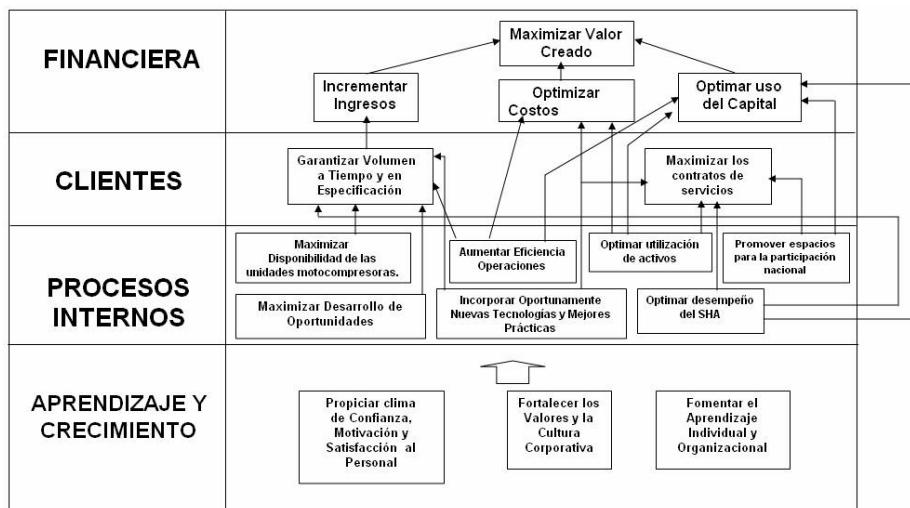 FINANCIERA
Maximizar Valor
Creado
Incrementar
Ingresos
Optimizar
Costos
Optimar uso
del Capital
CLIENTES
Garantizar Volumen
a Tiempo y en
Especificación
Maximizar los
contratos de
servicios
PROCESOS
INTERNOS
Maximizar
Disponibilidad de las
unidades motocompresoras.
Aumentar Eficiencia
Operaciones
Optimar utilización
de activos
Promover espacios
para la participación
nacional
Maximizar Desarrollo de
Oportunidades
Incorporar Oportunamente
Nuevas Tecnologías y Mejores
Prácticas
Optimar desempeño
del SHA
APRENDIZAJE Y
CRECIMIENTO
Propiciar clima
de Confianza,
Motivación y
Satisfacción al
Personal
Fortalecer los
Valores y la
Cultura
Corporativa
Fomentar el
Aprendizaje
Individual y
Organizacional